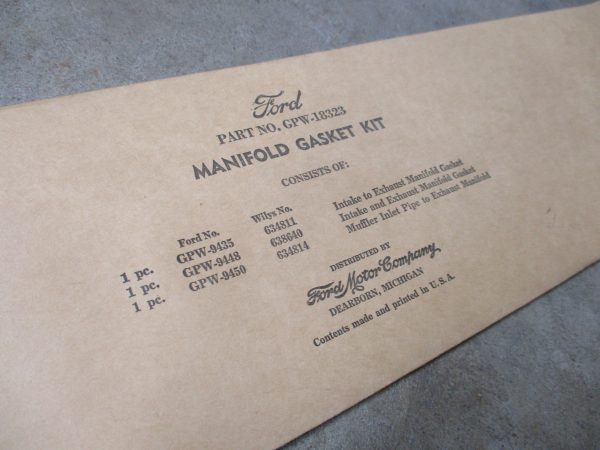 Ford
PART NO. GPW-18323
MANIFOLD GASKET KIT
CONSISTS OF:
Ford No. Wilys No.
1 pc. GPW-9435 634811 Intake to Exhaust Manifold Gasket
1 pc. GPW-9448 638640 Intake and Exhaust Manifold Gasket
1 pc. GPW-9450 634814 Muffler Inlet Pipe to Exhaust Manifold
DISTRIBUTED BY
Ford Motor Company
DEARBORN, MICHIGAN
Contents made and printed in U.S.A.